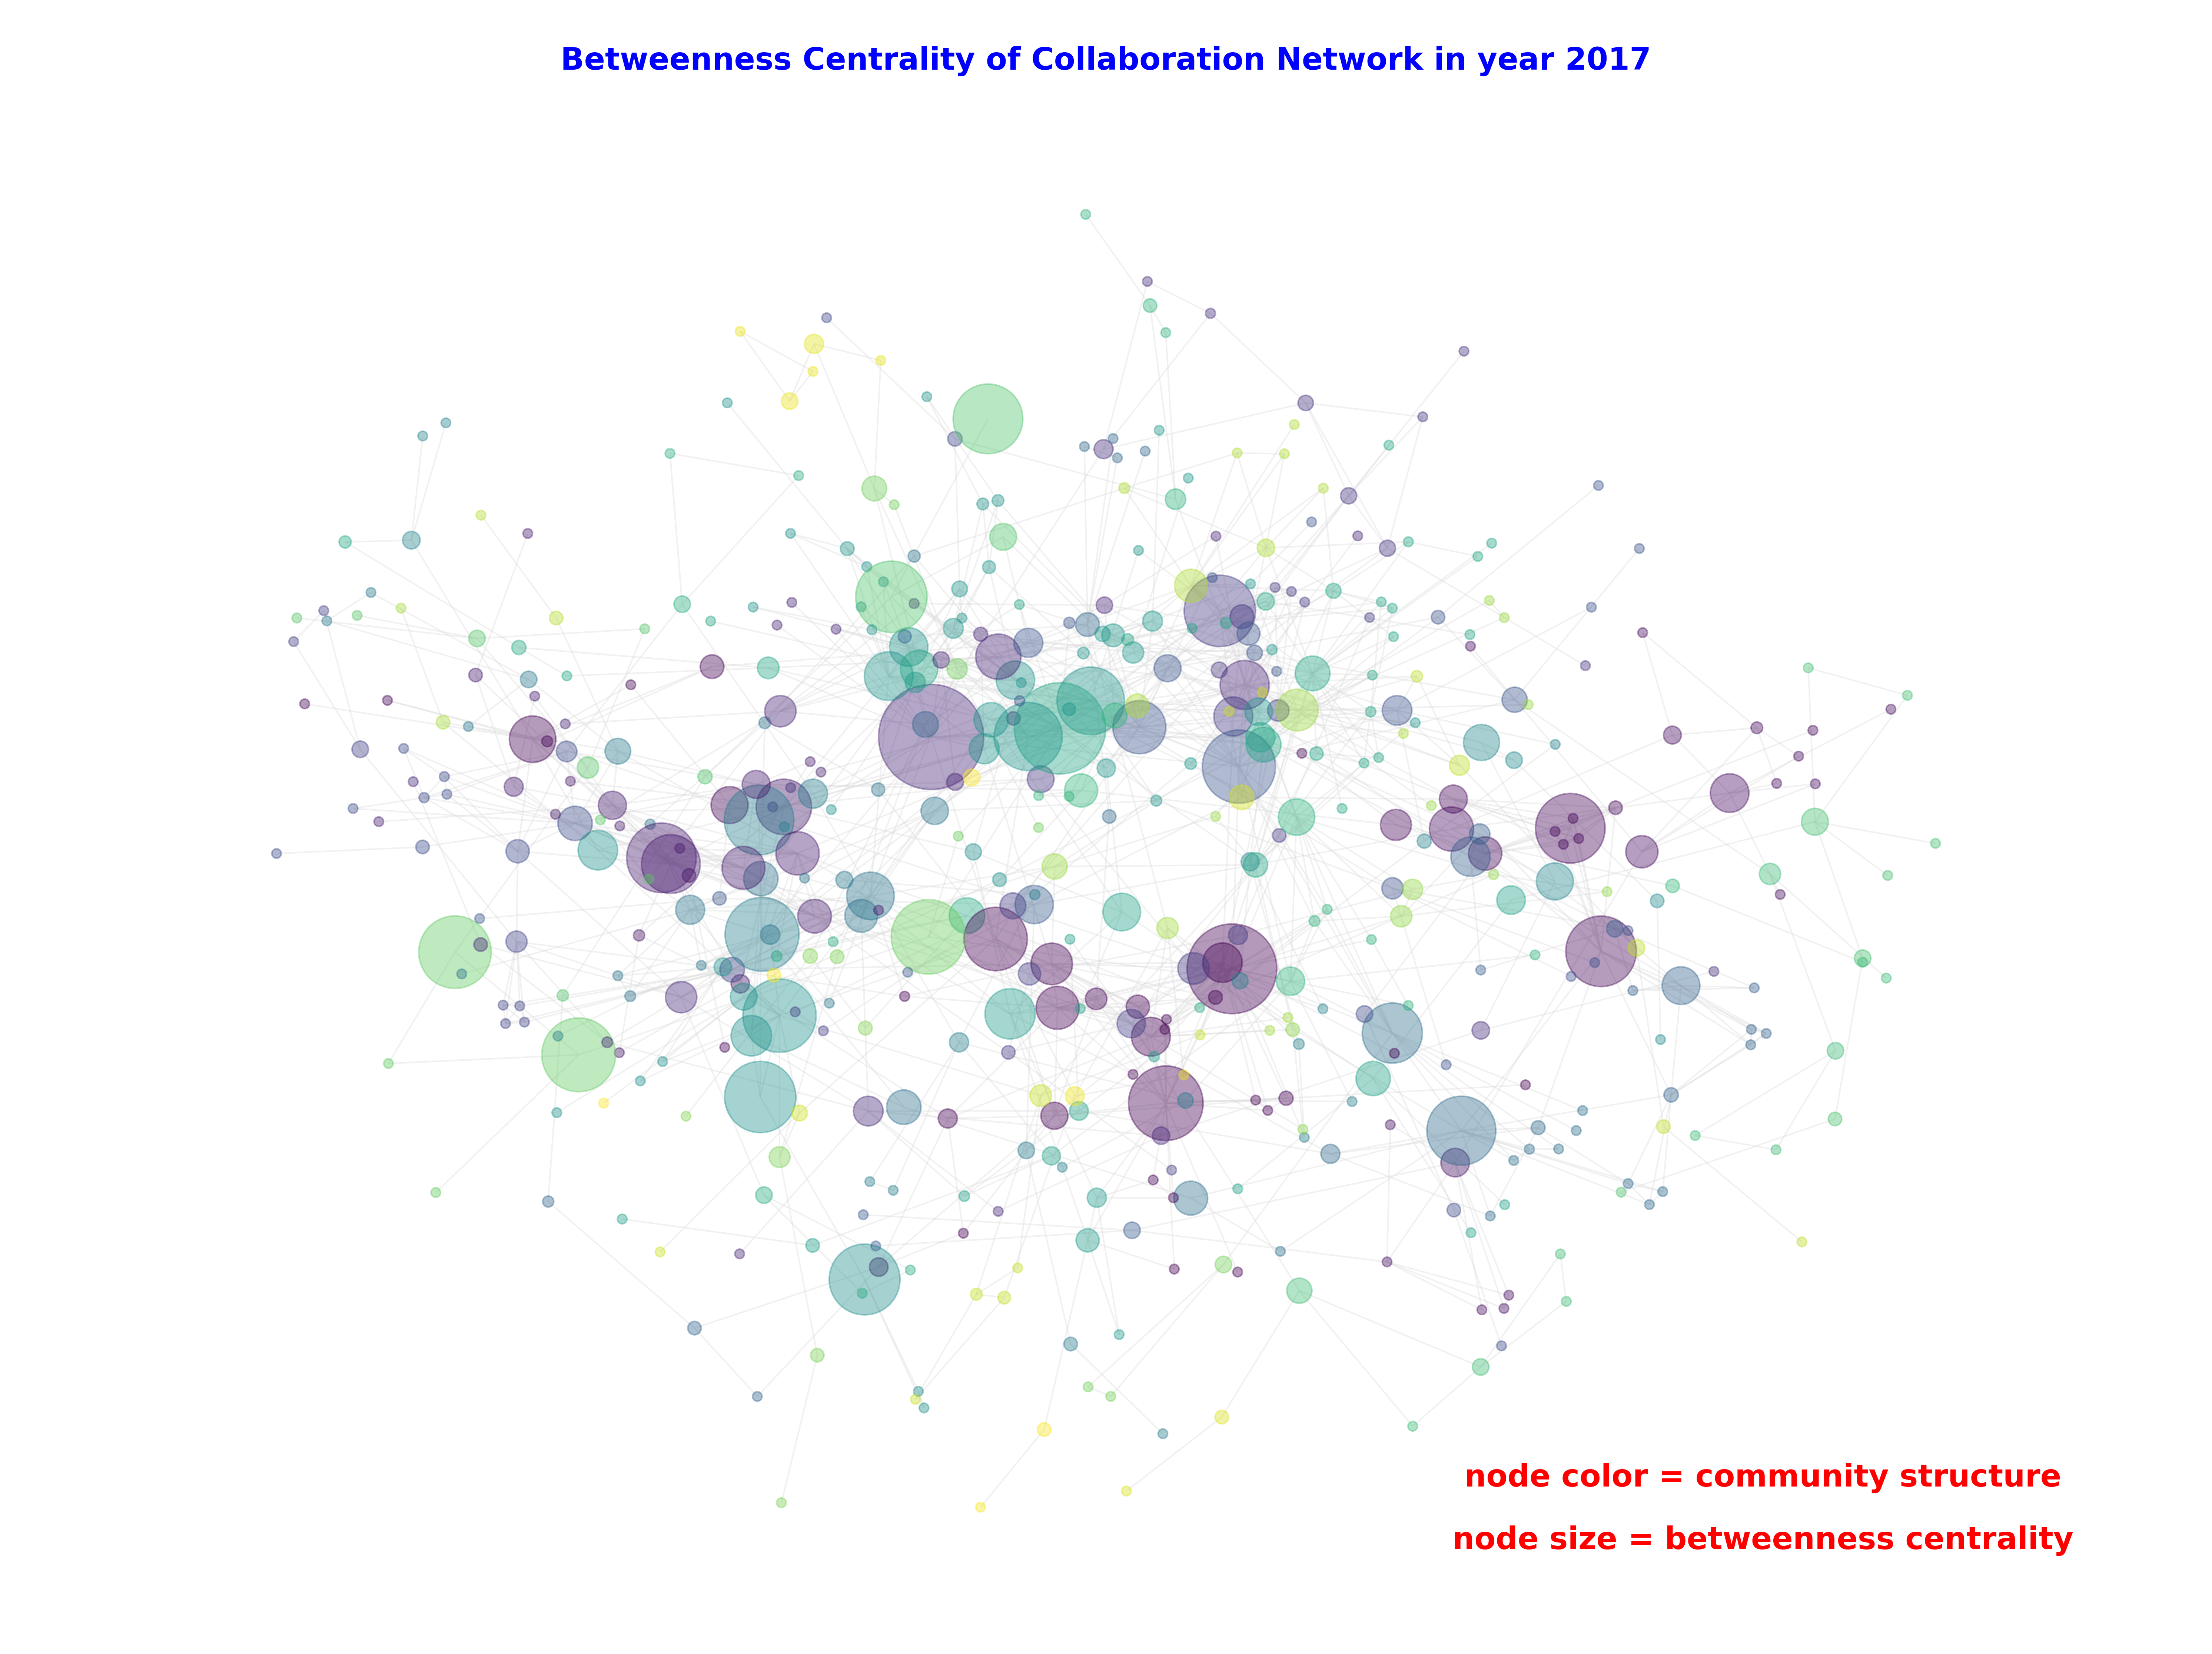 Betweenness Centrality of Collaboration Network in year 2017
node color = community structure
node size = betweenness centrality